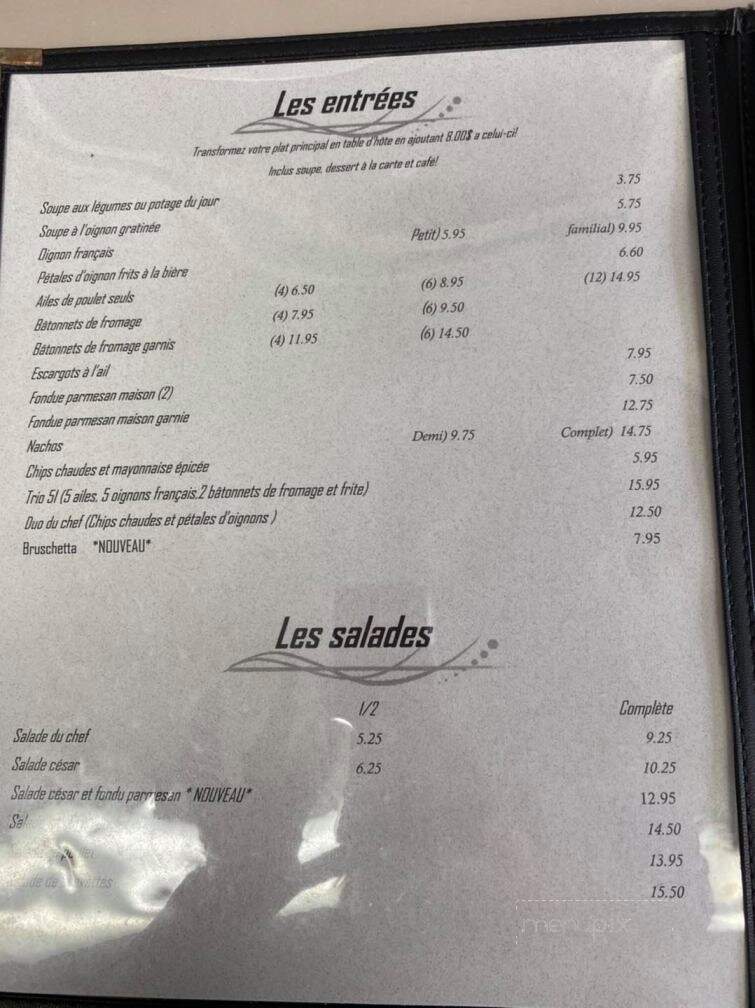 Les entrées
Transformez votre plat principal en table d'hôte en ajoutant 8.00$ a celui-ci!
Inclus soupe, dessert à la carte et café!
Soupe aux légumes ou potage du jour 3.75
Soupe à l'oignon gratinée 5.75
Oignon français Petit) 5.95 familial) 9.95
Pétales d'oignon frits à la bière 6.60
Ailes de poulet seuls (4) 6.50 (6) 8.95 (12) 14.95
Bâtonnets de fromage (4) 7.95 (6) 9.50
Bâtonnets de fromage garnis (4) 11.95 (6) 14.50
Escargots à l'ail 7.95
Fondue parmesan maison (2) 7.50
Fondue parmesan maison garnie 12.75
Nachos Demi) 9.75 Complet) 14.75
Chips chaudes et mayonnaise épicée 5.95
Trio 51 (5 ailes, 5 oignons français,2 bâtonnets de fromage et frite) 15.95
Duo du chef (Chips chaudes et pétales d'oignons ) 12.50
Bruschetta *NOUVEAU* 7.95
Les salades
1/2 Complète
Salade du chef 5.25 9.25
Salade césar 6.25 10.25
Salade césar et fondu parmesan * NOUVEAU* 12.95
14.50
13.95
15.50
menupix